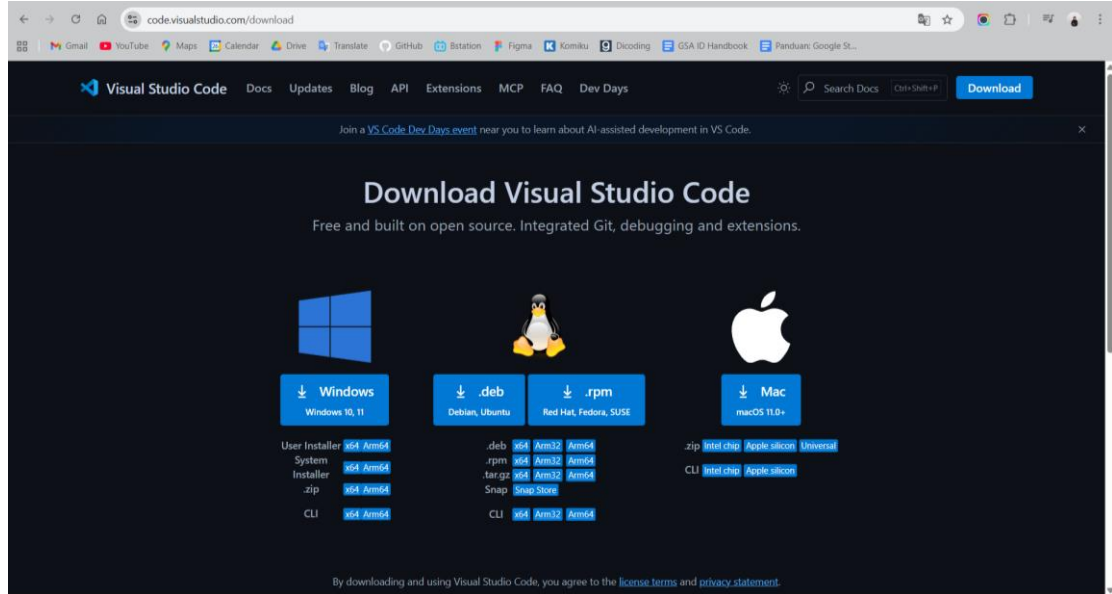 code.visualstudio.com/download
Gmail YouTube Maps Calendar Drive Translate GitHub Bstation Figma Komiku Dicoding GSA ID Handbook Panduan: Google St...
Visual Studio Code Docs Updates Blog API Extensions MCP FAQ Dev Days Search Docs Ctrl+Shift+P Download
Join a VS Code Dev Days event near you to learn about AI-assisted development in VS Code.
Download Visual Studio Code
Free and built on open source. Integrated Git, debugging and extensions.
Windows
Windows 10, 11
User Installer x64 Arm64
System Installer x64 Arm64
.zip x64 Arm64
CLI x64 Arm64
.deb
Debian, Ubuntu
.rpm
Red Hat, Fedora, SUSE
.deb x64 Arm32 Arm64
.rpm x64 Arm32 Arm64
.tar.gz x64 Arm32 Arm64
Snap Snap Store
CLI x64 Arm32 Arm64
Mac
macOS 11.0+
.zip Intel chip Apple silicon Universal
CLI Intel chip Apple silicon
By downloading and using Visual Studio Code, you agree to the license terms and privacy statement.